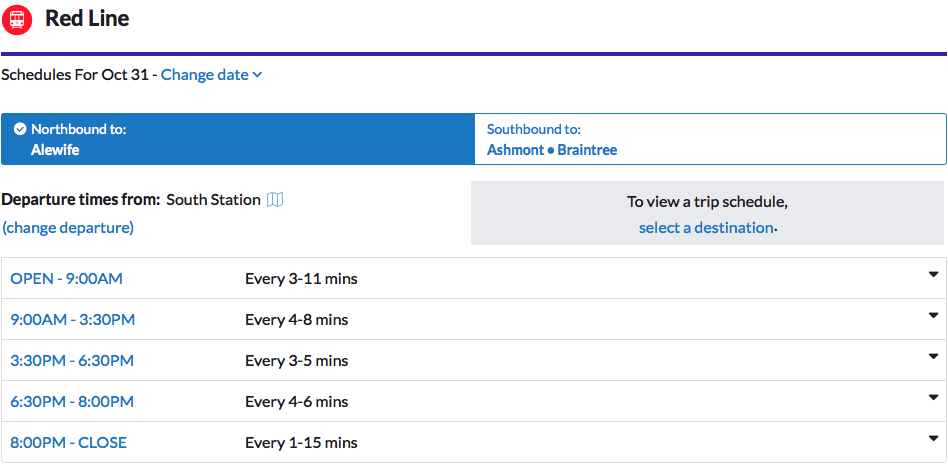 Red Line
Schedules For Oct 31 - Change date
Northbound to:
Alewife
Southbound to:
Ashmont • Braintree
Departure times from: South Station
(change departure)
To view a trip schedule,
select a destination.
OPEN - 9:00AM Every 3-11 mins
9:00AM - 3:30PM Every 4-8 mins
3:30PM - 6:30PM Every 3-5 mins
6:30PM - 8:00PM Every 4-6 mins
8:00PM - CLOSE Every 1-15 mins